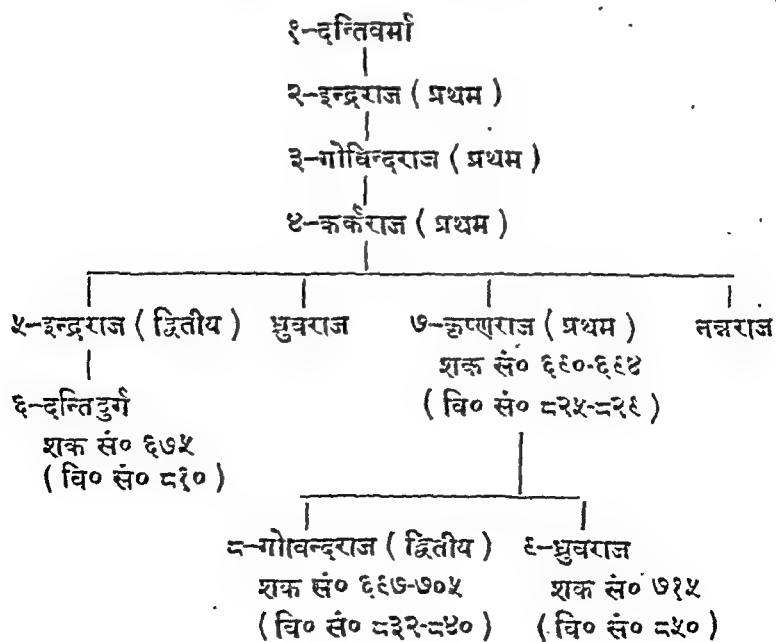 १-दन्तिवर्मा
२-इन्द्रराज ( प्रथम )
३-गोविन्दराज ( प्रथम )
४-कर्कराज ( प्रथम )
५-इन्द्रराज ( द्वितीय ) ध्रुवराज ७-कृष्णराज ( प्रथम ) नन्नराज
शक सं० ६९०-६९४
६-दन्तिदुर्ग ( वि० सं० ८२५-८२९ )
शक सं० ६७५
( वि० सं० ८१० )
८-गोविन्दराज ( द्वितीय ) ९-ध्रुवराज
शक सं० ६९७-७०५ शक सं० ७१५
( वि० सं० ८३२-८४० ) ( वि० सं० ८५० )